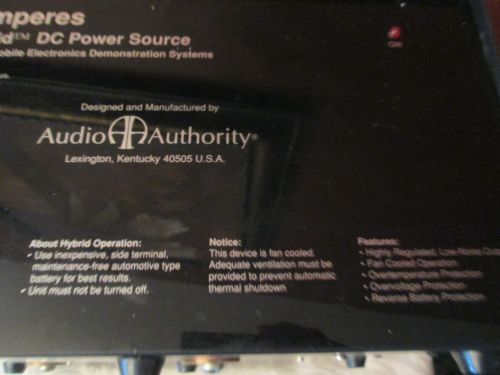 mperes
id™ DC Power Source
obile Electronics Demonstration Systems
ON
Designed and Manufactured by
Audio Authority®
Lexington, Kentucky 40505 U.S.A.
About Hybrid Operation:
Use inexpensive, side terminal,
maintenance-free automotive type
battery for best results.
Unit must not be turned off.
Notice:
This device is fan cooled.
Adequate ventilation must be
provided to prevent automatic
thermal shutdown
Features:
Highly Regulated, Low-Noise Out
Fan Cooled Operation
Overtemperature Protection
Overvoltage Protection
Reverse Battery Protection